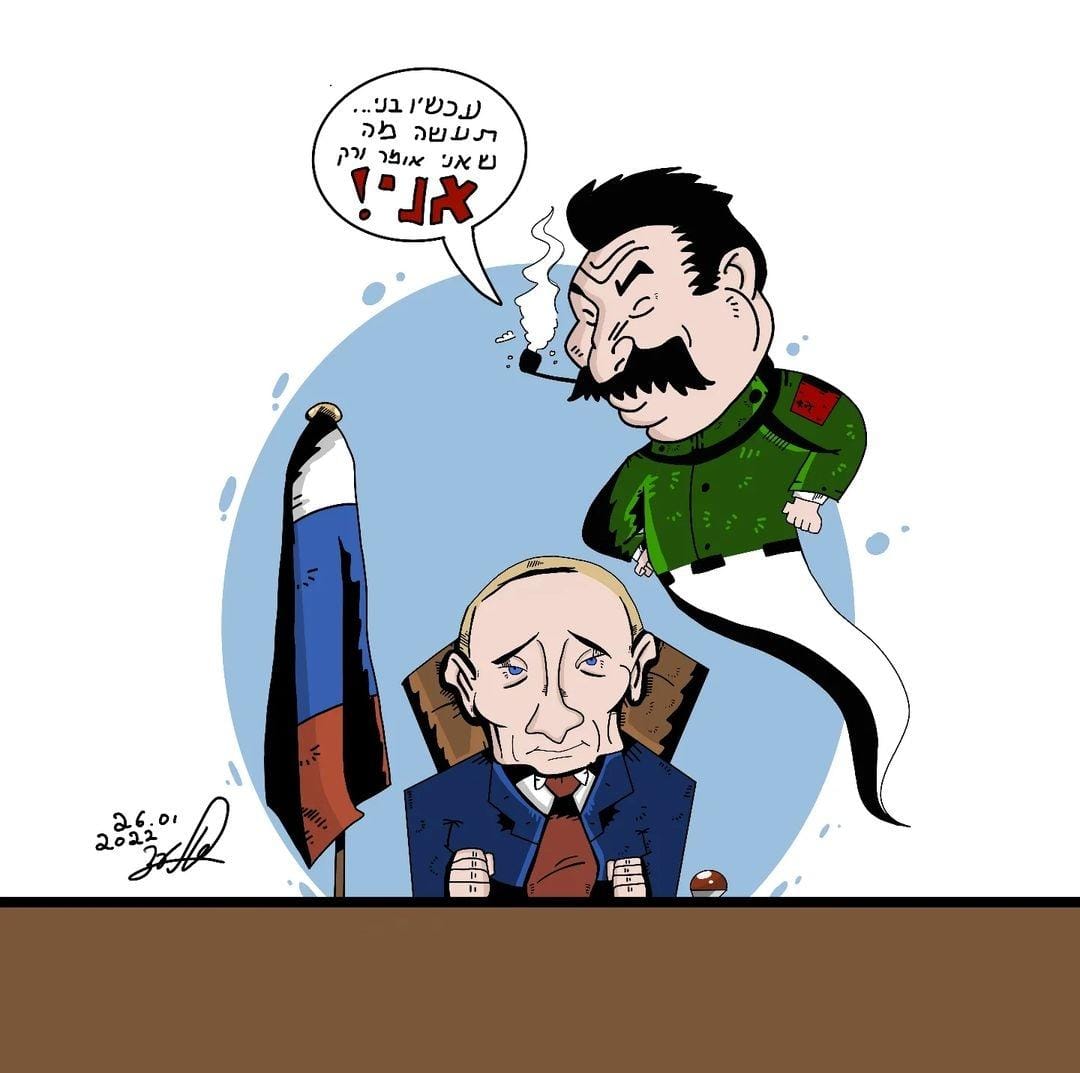 עכשיו בני...
תעשה מה
שאני אומר ורק
אני!
26.01
2022